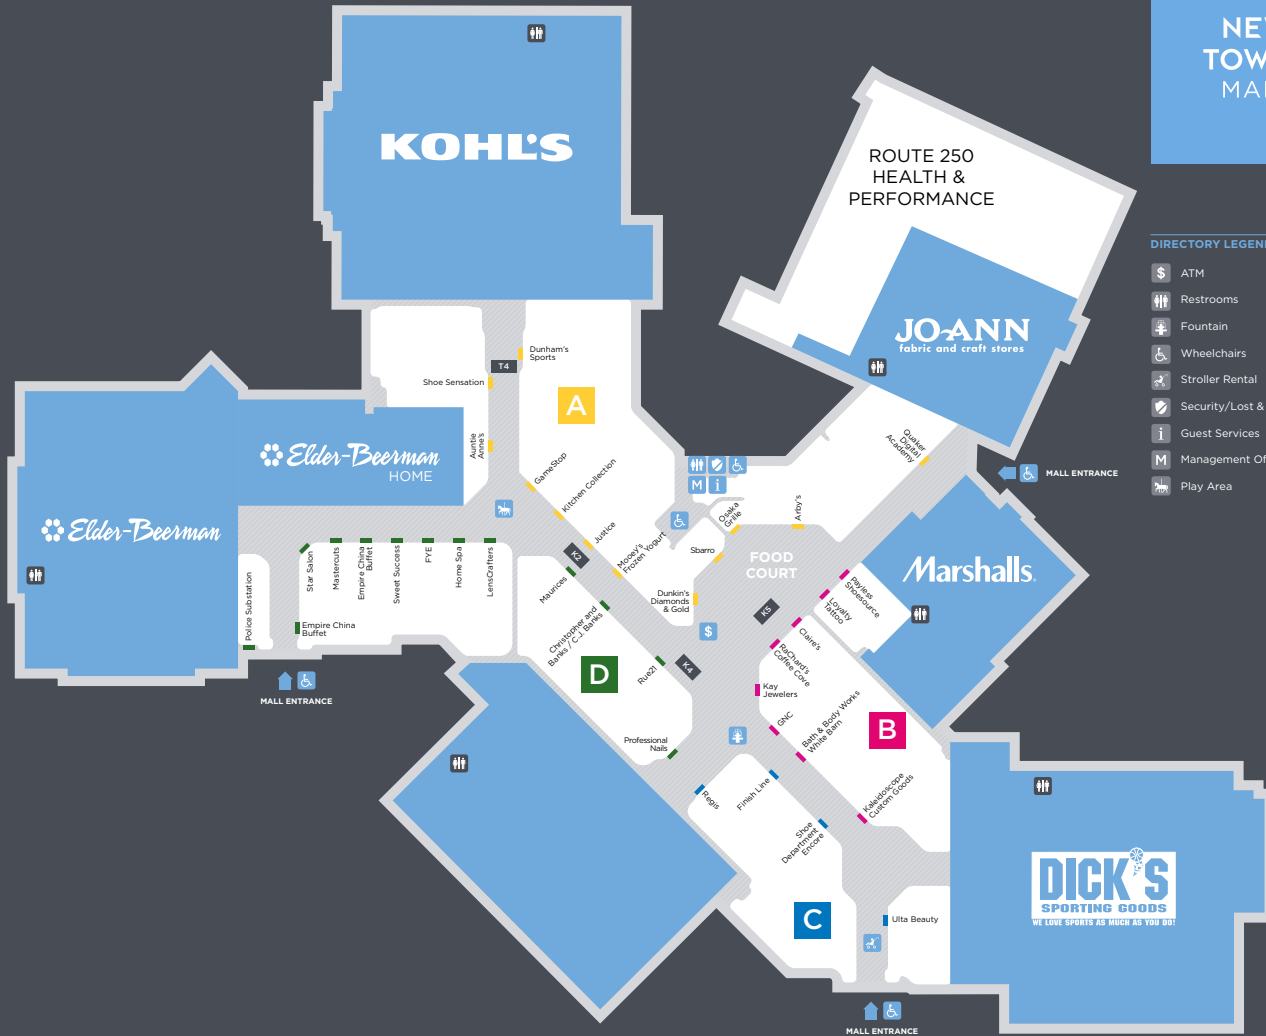 NE
TOW
MA
KOHL'S
ROUTE 250
HEALTH &
PERFORMANCE
DIRECTORY LEGEND
$ ATM
Restrooms
Fountain
Wheelchairs
Stroller Rental
Security/Lost &
i Guest Services
M Management Of
Play Area
JO-ANN
fabric and craft stores
Dunham's
Sports
T4
Shoe Sensation
A
Auntie
Anne's
Quaker
Digital
Academy
Elder-Beerman
HOME
GameStop
Kitchen Collection
M i
MALL ENTRANCE
Arby's
Osaka
Grille
Elder-Beerman
Justice
Mooey's
Frozen Yogurt
Sbarro
FOOD
COURT
Marshalls.
K2
Star Salon
Mastercuts
Empire China
Buffet
Sweet Success
FYE
Home Spa
LensCrafters
Maurices
Dunkin's
Diamonds
& Gold
K5
Payless
Shoesource
Loyalty
Tattoo
Police Substation
Empire China
Buffet
Christopher and
Banks / C.J. Banks
$
Claire's
RaChard's
Coffee Cove
D
Rue21
K4
Kay
Jewelers
MALL ENTRANCE
GNC
Bath & Body Works
White Barn
B
Professional
Nails
Regis
Finish Line
Kaleidoscope
Custom Goods
Shoe
Department
Encore
DICK'S
SPORTING GOODS
WE LOVE SPORTS AS MUCH AS YOU DO!
C
Ulta Beauty
MALL ENTRANCE